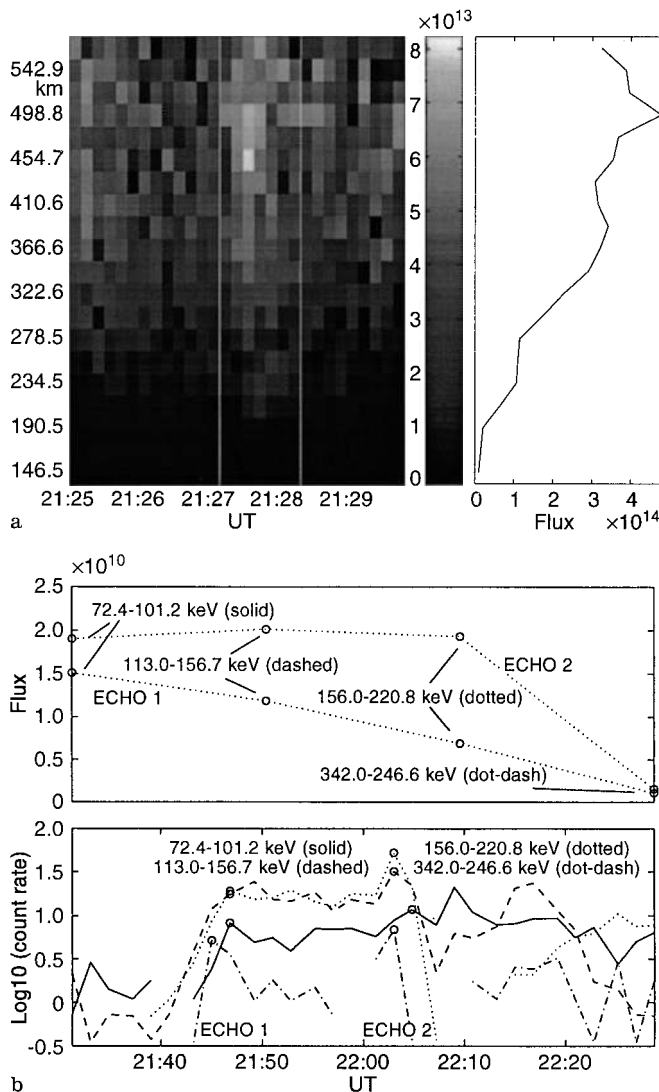 ×10^13
542.9
km
498.8
454.7
410.6
366.6
322.6
278.5
234.5
190.5
146.5
8
7
6
5
4
3
2
1
0
21:25 21:26 21:27 21:28 21:29
UT
0 1 2 3 4
Flux ×10^14
a
×10^10
2.5
2.0
1.5
1.0
0.5
0
Flux
72.4-101.2 keV (solid)
113.0-156.7 keV (dashed)
ECHO 1
ECHO 2
156.0-220.8 keV (dotted)
342.0-246.6 keV (dot-dash)
2.0
1.5
1.0
0.5
0
-0.5
Log10 (count rate)
72.4-101.2 keV (solid) 156.0-220.8 keV (dotted)
113.0-156.7 keV (dashed) 342.0-246.6 keV (dot-dash)
ECHO 1 ECHO 2
21:40 21:50 22:00 22:10 22:20
UT
b